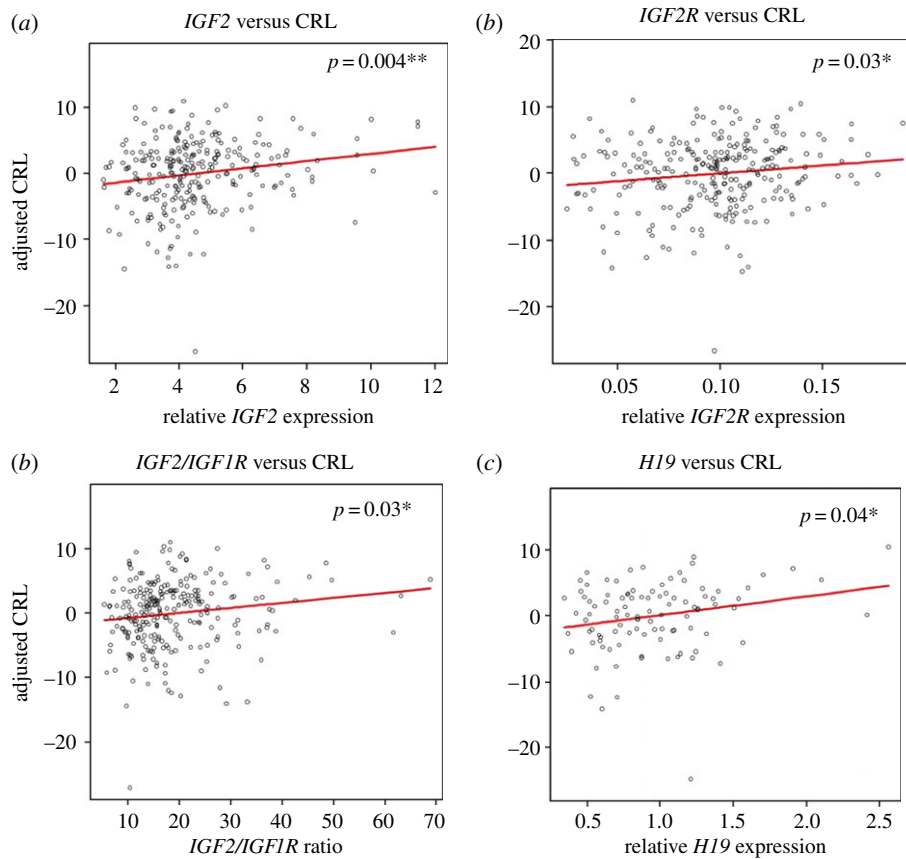 (a) IGF2 versus CRL
p = 0.004**
10
0
−10
−20
adjusted CRL
2 4 6 8 10 12
relative IGF2 expression
(b) IGF2R versus CRL
p = 0.03*
20
10
0
−10
−20
0.05 0.10 0.15
relative IGF2R expression
(b) IGF2/IGF1R versus CRL
p = 0.03*
10
0
−10
−20
adjusted CRL
10 20 30 40 50 60 70
IGF2/IGF1R ratio
(c) H19 versus CRL
p = 0.04*
10
0
−10
−20
0.5 1.0 1.5 2.0 2.5
relative H19 expression